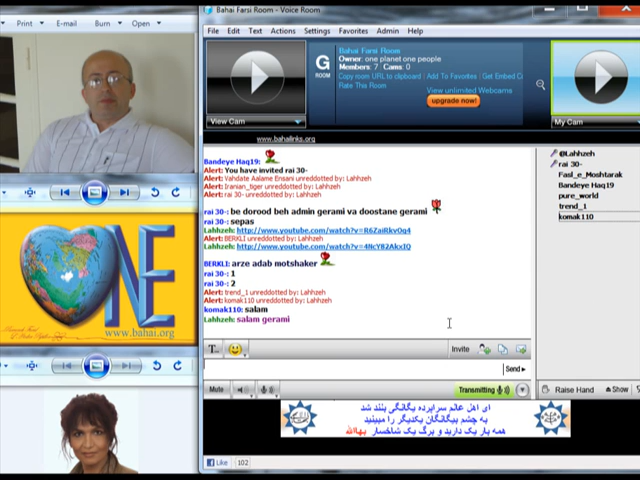 Print
E-mail
Burn
Open
Bahai Farsi Room - Voice Room
File Edit Text Actions Settings Favorites Admin Help
G
ROOM
Bahai Farsi Room
Owner: one planet one people
Members: 7 Cams: 0
Copy room URL to clipboard | Add To Favorites | Get Embed C
Rate This Room
View unlimited Webcams
upgrade now!
View Cam
My Cam
www.bahailinks.org
Bandeye Haq19:
Alert: You have invited rai 30-
Alert: Vahdate Aalame Ensani unreddotted by: Lahhzeh
Alert: Iranian_tiger unreddotted by: Lahhzeh
Alert: rai 30- unreddotted by: Lahhzeh
rai 30-: be dorood beh admin gerami va doostane gerami
rai 30-: sepas
Lahhzeh: http://www.youtube.com/watch?v=R6ZaiRkvOq4
Alert: BERKLI unreddotted by: Lahhzeh
Lahhzeh: http://www.youtube.com/watch?v=4NcY82AkxIQ
BERKLI: arze adab motshaker
rai 30-: 1
rai 30-: 2
Alert: trend_1 unreddotted by: Lahhzeh
Alert: komak110 unreddotted by: Lahhzeh
komak110: salam
Lahhzeh: salam gerami
@Lahhzeh
rai 30-
Fasl_e_Moshtarak
Bandeye Haq19
pure_world
trend_1
komak110
Invite
Send
Mute
Transmitting
Raise Hand
Show
ای اهل عالم سراپرده یگانگی بلند شد
به چشم بیگانگان یکدیگر را مبینید
همه بار یک دارید و برگ یک شاخسار بهاالله
Like
102
ONE
www.bahai.org